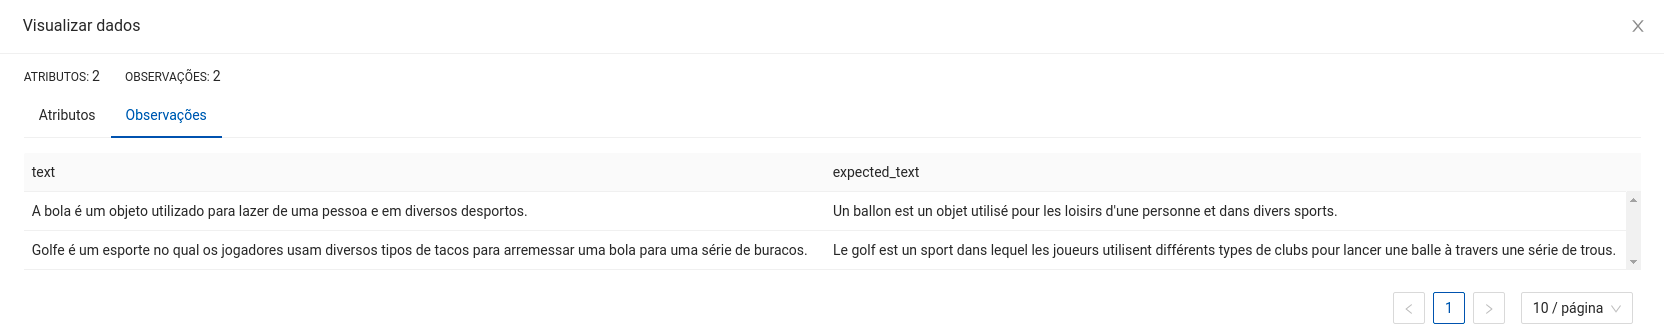 Visualizar dados
ATRIBUTOS: 2 OBSERVAÇÕES: 2
Atributos Observações
text expected_text
A bola é um objeto utilizado para lazer de uma pessoa e em diversos desportos. Un ballon est un objet utilisé pour les loisirs d'une personne et dans divers sports.
Golfe é um esporte no qual os jogadores usam diversos tipos de tacos para arremessar uma bola para uma série de buracos. Le golf est un sport dans lequel les joueurs utilisent différents types de clubs pour lancer une balle à travers une série de trous.
1 10 / página